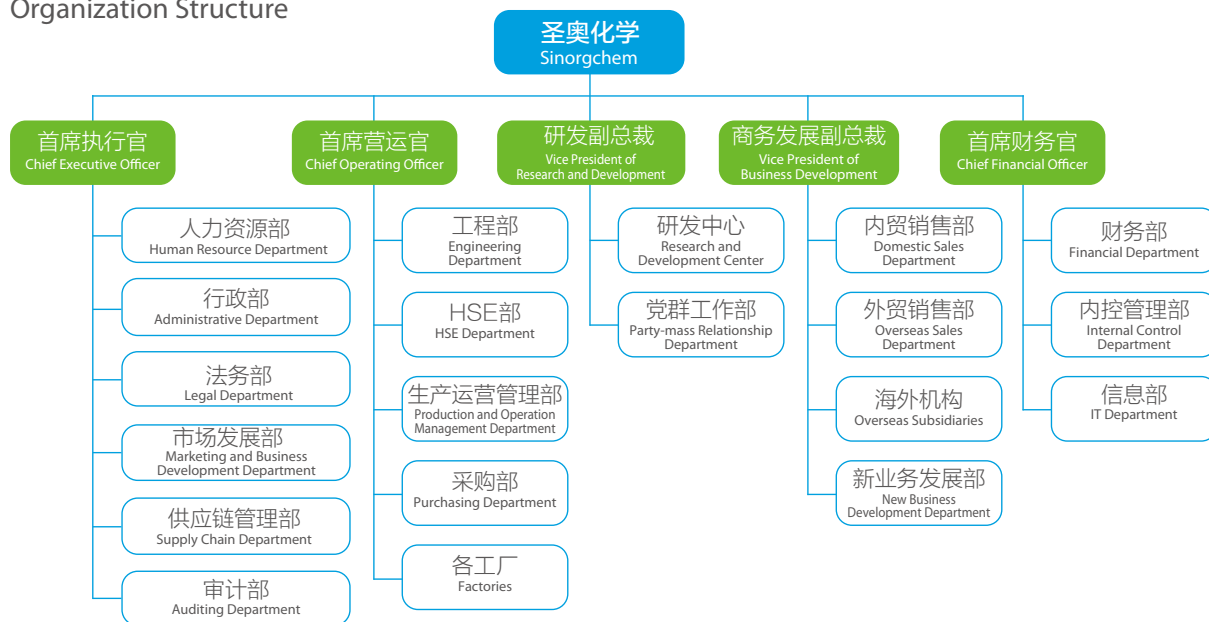 Organization Structure
圣奥化学
Sinorgchem
首席执行官
Chief Executive Officer
首席营运官
Chief Operating Officer
研发副总裁
Vice President of
Research and Development
商务发展副总裁
Vice President of
Business Development
首席财务官
Chief Financial Officer
人力资源部
Human Resource Department
行政部
Administrative Department
法务部
Legal Department
市场发展部
Marketing and Business
Development Department
供应链管理部
Supply Chain Department
审计部
Auditing Department
工程部
Engineering
Department
HSE部
HSE Department
生产运营管理部
Production and Operation
Management Department
采购部
Purchasing Department
各工厂
Factories
研发中心
Research and
Development Center
党群工作部
Party-mass Relationship
Department
内贸销售部
Domestic Sales
Department
外贸销售部
Overseas Sales
Department
海外机构
Overseas Subsidiaries
新业务发展部
New Business
Development Department
财务部
Financial Department
内控管理部
Internal Control
Department
信息部
IT Department